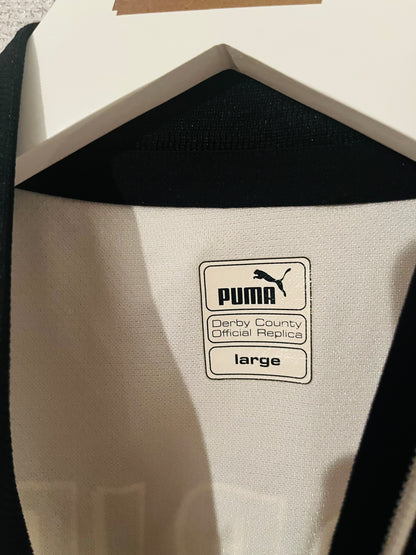 PUMA
Derby County
Official Replica
large